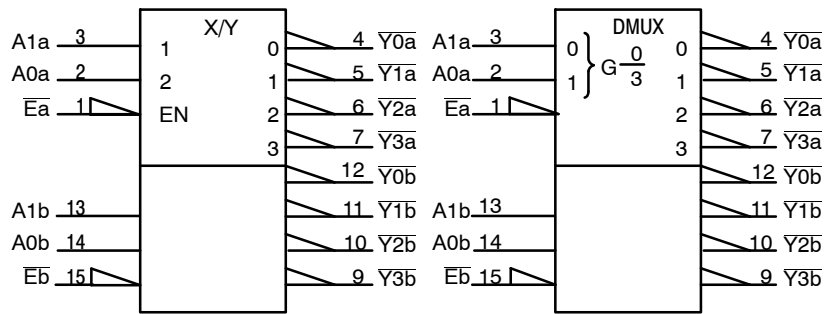 X/Y DMUX
A1a 3 1 0 4 Y0a A1a 3 0 0 4 Y0a
A0a 2 2 1 5 Y1a A0a 2 1 G 0/3 1 5 Y1a
Ea 1 EN 2 6 Y2a Ea 1 2 6 Y2a
3 7 Y3a 3 7 Y3a
12 Y0b 12 Y0b
A1b 13 11 Y1b A1b 13 11 Y1b
A0b 14 10 Y2b A0b 14 10 Y2b
Eb 15 9 Y3b Eb 15 9 Y3b